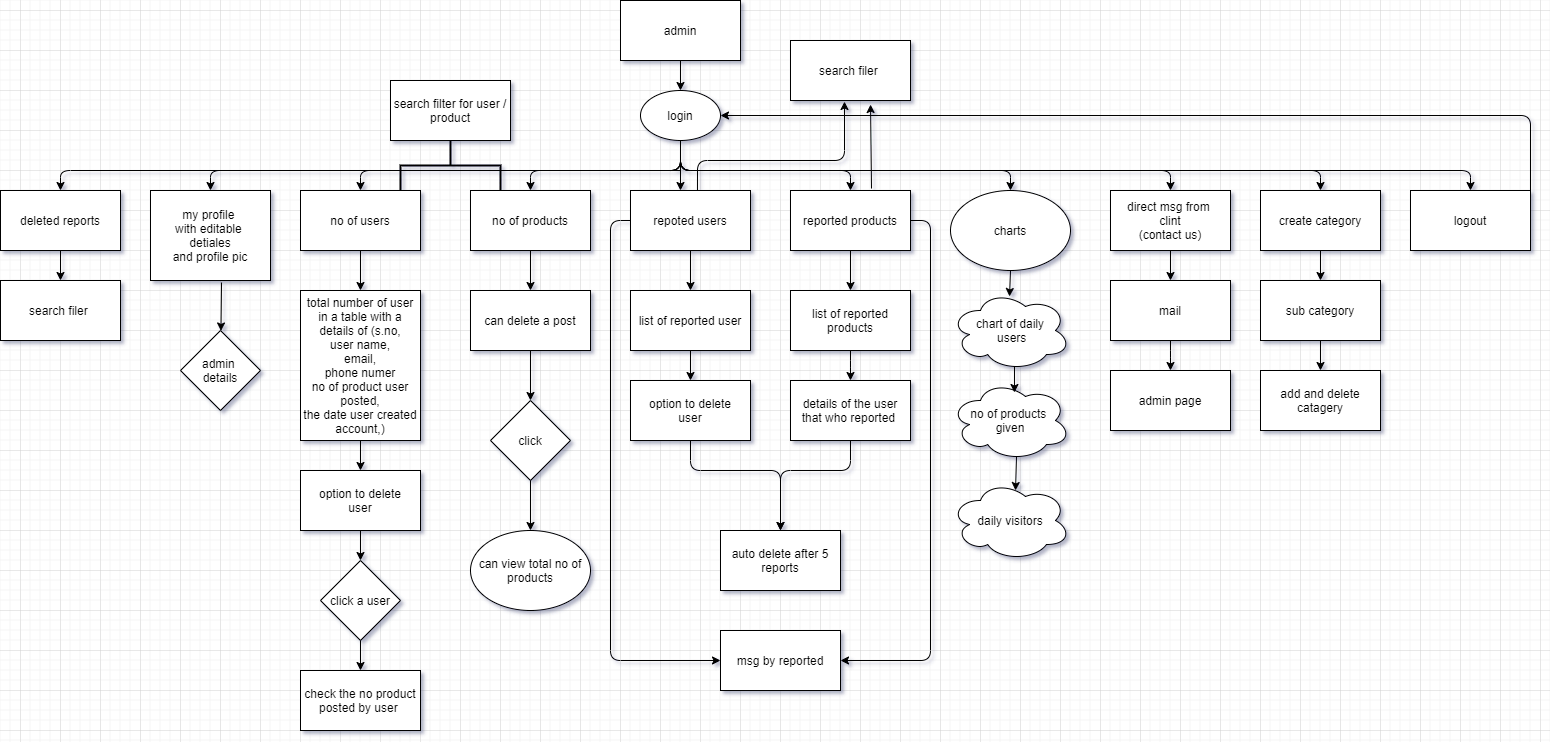 admin
search filer
search filter for user /
product
login
deleted reports
my profile
with editable
detiales
and profile pic
no of users
no of products
repoted users
reported products
charts
direct msg from
clint
(contact us)
create category
logout
search filer
admin
details
total number of user
in a table with a
details of (s.no,
user name,
email,
phone numer
no of product user
posted,
the date user created
account,)
can delete a post
list of reported user
list of reported
products
chart of daily
users
mail
sub category
option to delete
user
details of the user
that who reported
no of products
given
admin page
add and delete
catagery
click
option to delete
user
daily visitors
can view total no of
products
auto delete after 5
reports
click a user
msg by reported
check the no product
posted by user